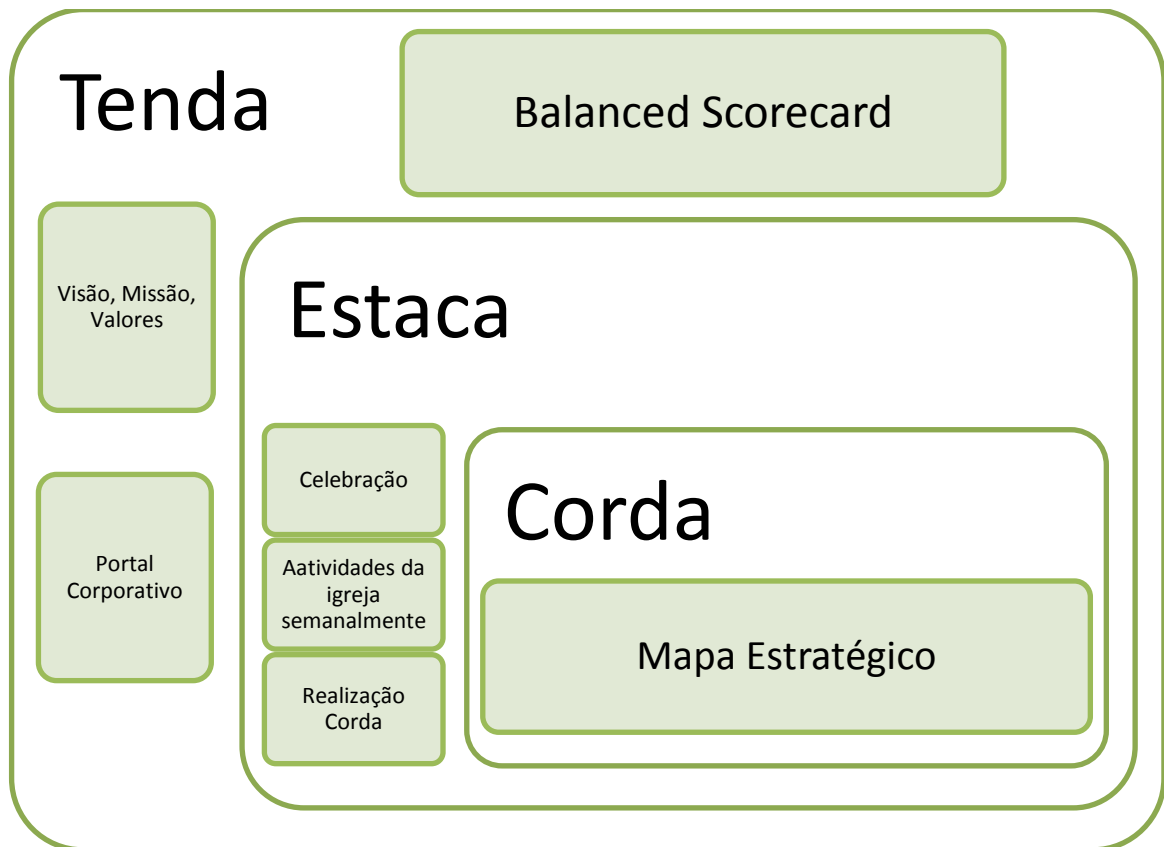 Tenda
Balanced Scorecard
Visão, Missão,
Valores
Portal
Corporativo
Estaca
Celebração
Aatividades da
igreja
semanalmente
Realização
Corda
Corda
Mapa Estratégico